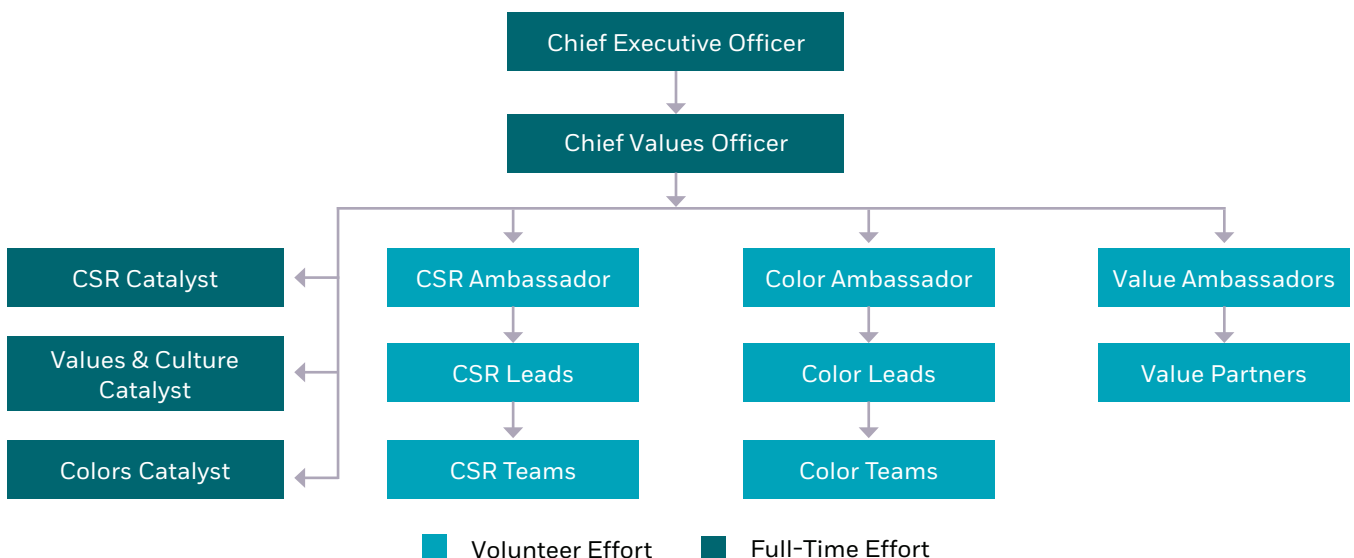 Chief Executive Officer
Chief Values Officer
CSR Catalyst
CSR Ambassador
Color Ambassador
Value Ambassadors
Values & Culture
Catalyst
CSR Leads
Color Leads
Value Partners
Colors Catalyst
CSR Teams
Color Teams
Volunteer Effort
Full-Time Effort